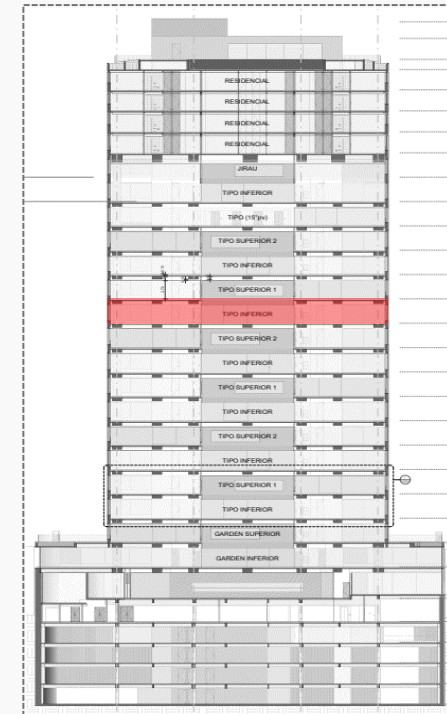 RESIDENCIAL
RESIDENCIAL
RESIDENCIAL
RESIDENCIAL
JIRAU
TIPO INFERIOR
TIPO (15°pv)
TIPO SUPERIOR 2
TIPO INFERIOR
TIPO SUPERIOR 1
TIPO INFERIOR
TIPO SUPERIOR 2
TIPO INFERIOR
TIPO SUPERIOR 1
TIPO INFERIOR
TIPO SUPERIOR 2
TIPO INFERIOR
TIPO SUPERIOR 1
TIPO INFERIOR
GARDEN SUPERIOR
GARDEN INFERIOR